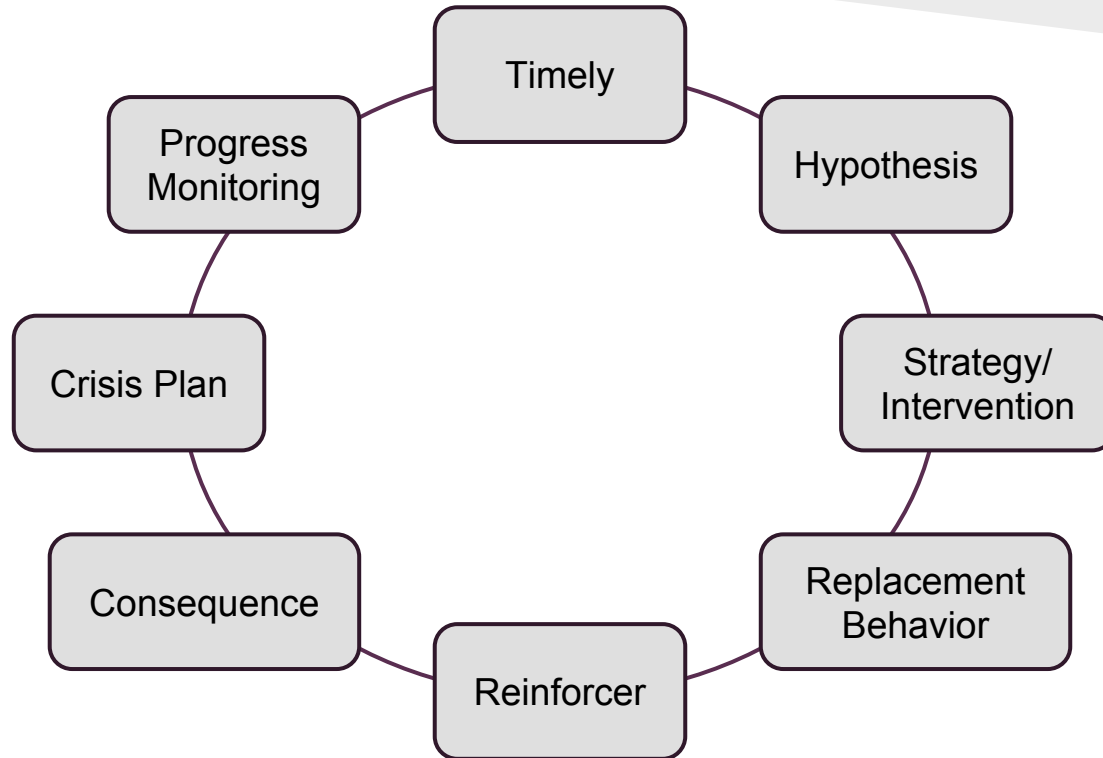 Timely
Hypothesis
Strategy/
Intervention
Replacement
Behavior
Reinforcer
Consequence
Crisis Plan
Progress
Monitoring